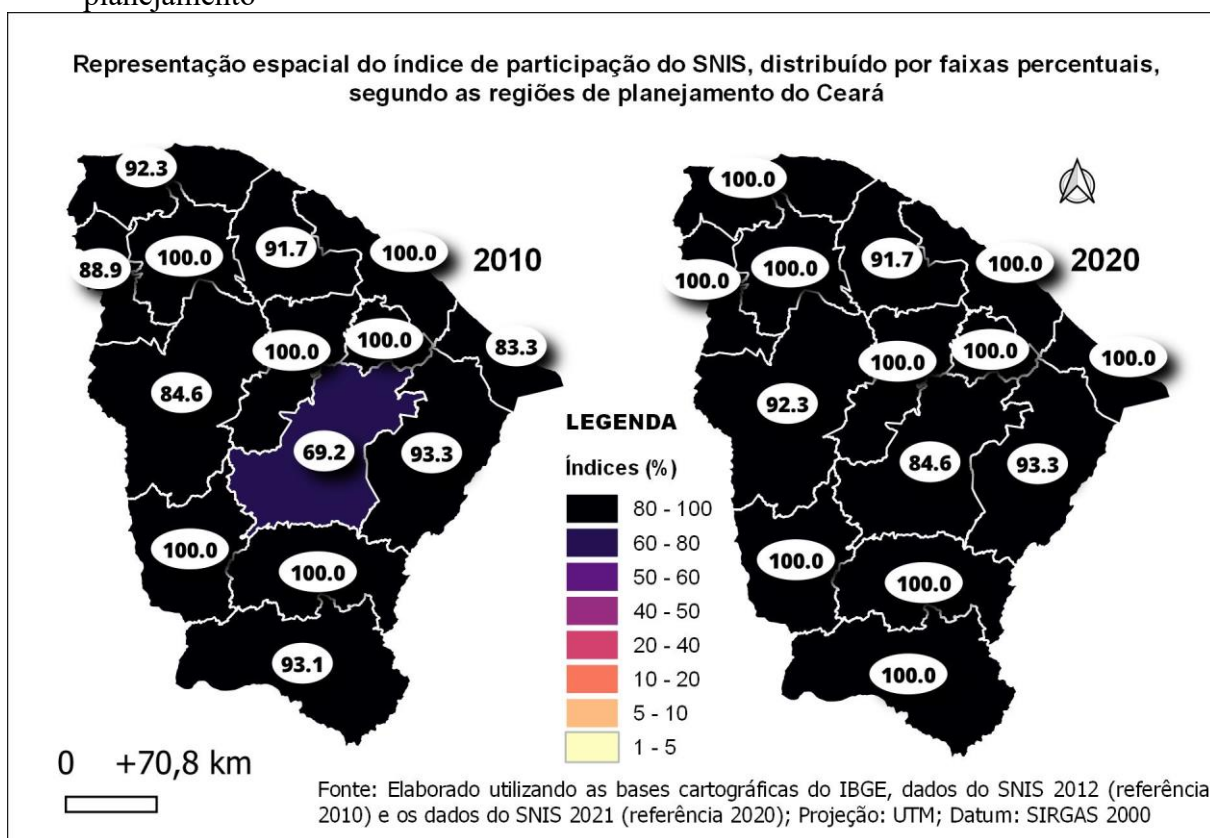 planejamento
Representação espacial do índice de participação do SNIS, distribuído por faixas percentuais,
segundo as regiões de planejamento do Ceará
92.3
88.9
100.0
91.7
100.0
2010
100.0
100.0
83.3
84.6
69.2
93.3
100.0
100.0
93.1
100.0
100.0
100.0
91.7
100.0
2020
100.0
100.0
100.0
92.3
84.6
93.3
100.0
100.0
100.0
LEGENDA
Índices (%)
80 - 100
60 - 80
50 - 60
40 - 50
20 - 40
10 - 20
5 - 10
1 - 5
0 +70,8 km
Fonte: Elaborado utilizando as bases cartográficas do IBGE, dados do SNIS 2012 (referência
2010) e os dados do SNIS 2021 (referência 2020); Projeção: UTM; Datum: SIRGAS 2000